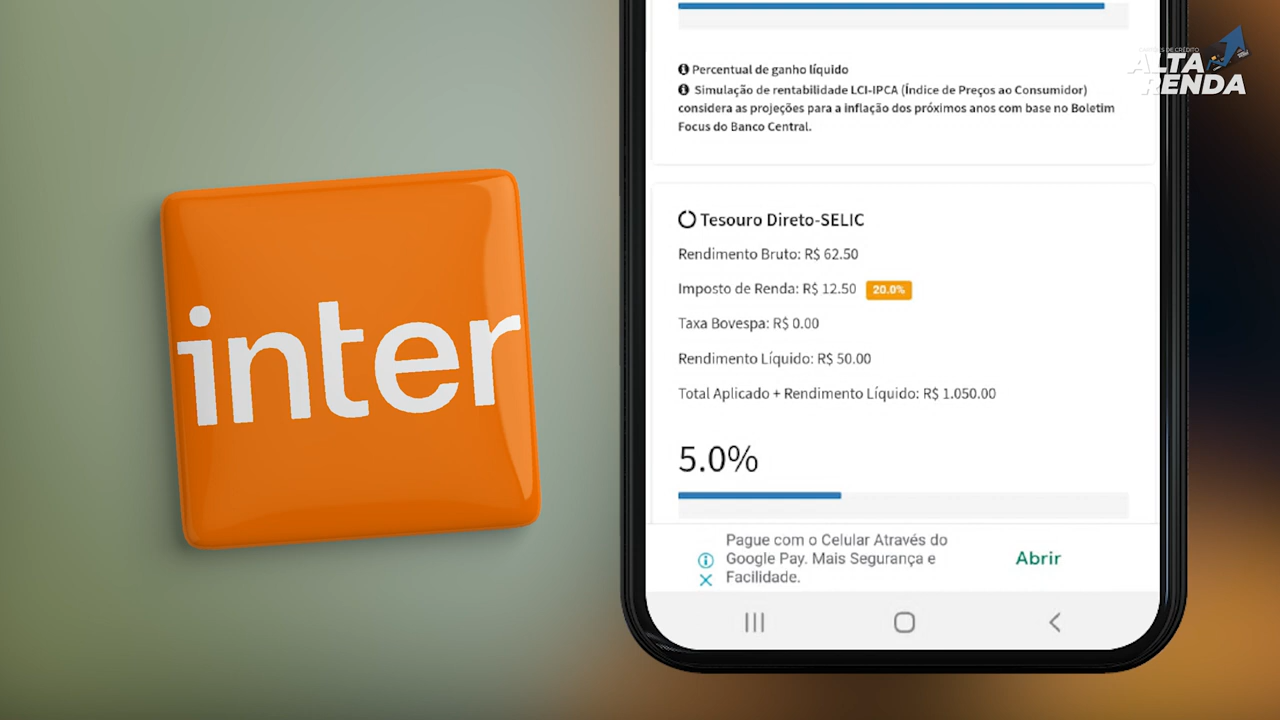 CARTÕES DE CRÉDITO
ALTA
RENDA
Percentual de ganho líquido
Simulação de rentabilidade LCI-IPCA (Índice de Preços ao Consumidor)
considera as projeções para a inflação dos próximos anos com base no Boletim
Focus do Banco Central.
inter
Tesouro Direto-SELIC
Rendimento Bruto: R$ 62.50
Imposto de Renda: R$ 12.50 20.0%
Taxa Bovespa: R$ 0.00
Rendimento Líquido: R$ 50.00
Total Aplicado + Rendimento Líquido: R$ 1.050.00
5.0%
Pague com o Celular Através do
Google Pay. Mais Segurança e
Facilidade.
Abrir